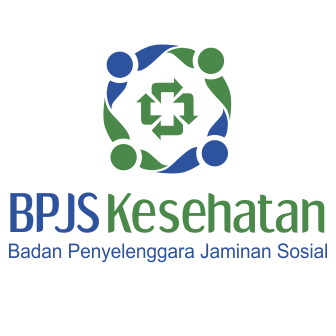 BPJS Kesehatan
Badan Penyelenggara Jaminan Sosial